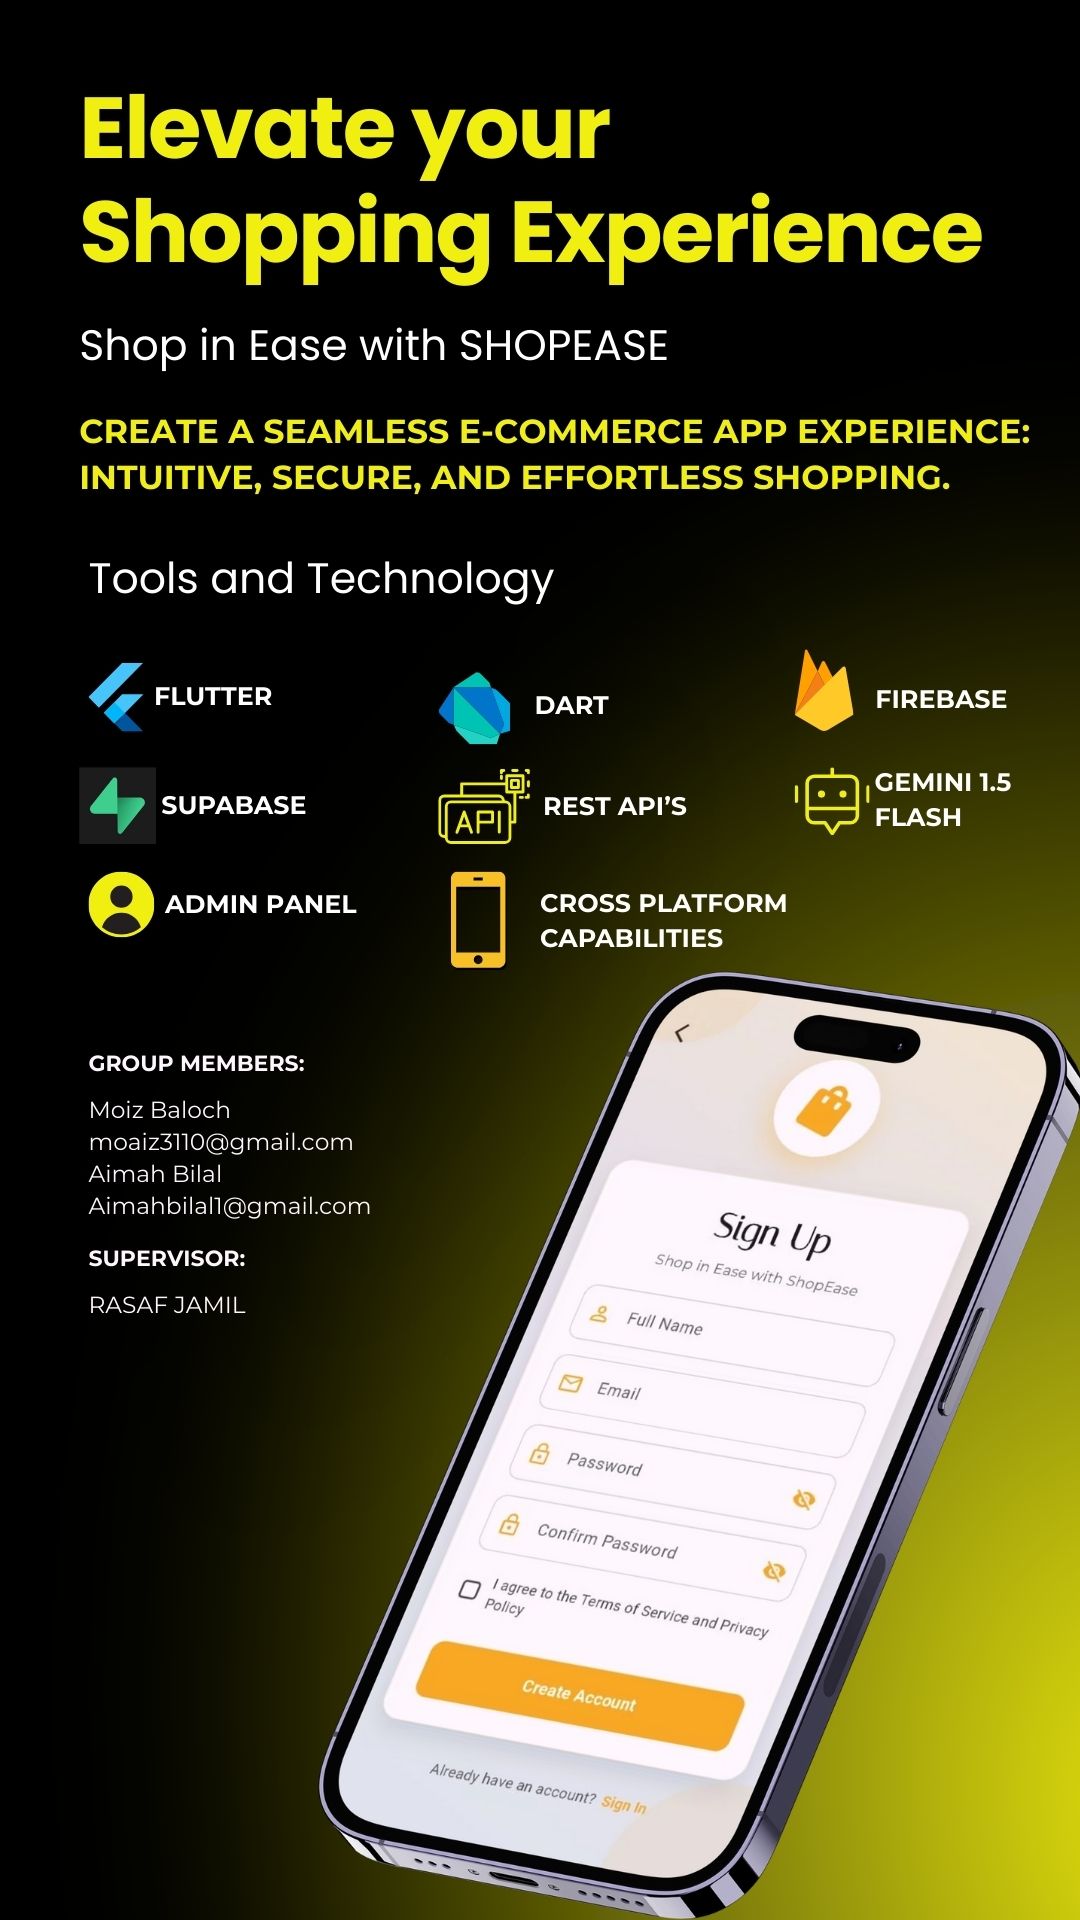 Elevate your
Shopping Experience
Shop in Ease with SHOPEASE
CREATE A SEAMLESS E-COMMERCE APP EXPERIENCE:
INTUITIVE, SECURE, AND EFFORTLESS SHOPPING.
Tools and Technology
FLUTTER
DART
FIREBASE
SUPABASE
API
REST API'S
GEMINI 1.5
FLASH
ADMIN PANEL
CROSS PLATFORM
CAPABILITIES
GROUP MEMBERS:
Moiz Baloch
moaiz3110@gmail.com
Aimah Bilal
Aimahbilal1@gmail.com
SUPERVISOR:
RASAF JAMIL
Sign Up
Shop in Ease with ShopEase
Full Name
Email
Password
Confirm Password
I agree to the Terms of Service and Privacy
Policy
Create Account
Already have an account? Sign In